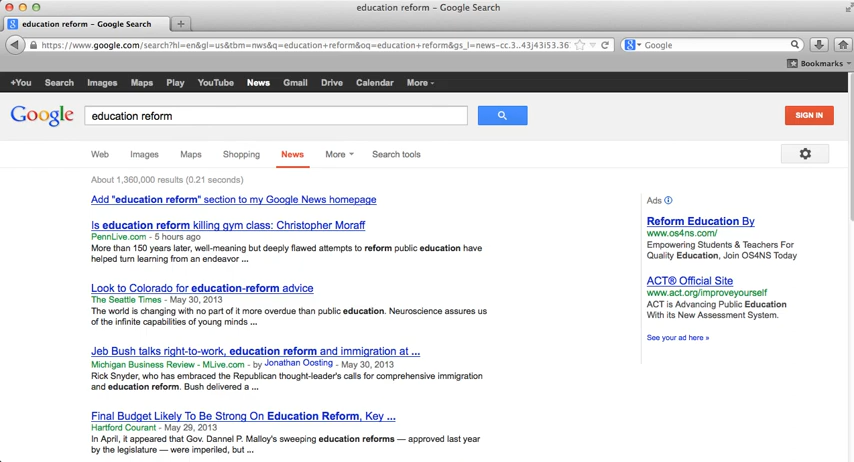 education reform - Google Search
education reform - Google Search
https://www.google.com/search?hl=en&gl=us&tbm=nws&q=education+reform&oq=education+reform&gs_l=news-cc.3..43j43i53.36
Google
Bookmarks
+You Search Images Maps Play YouTube News Gmail Drive Calendar More
Google
education reform
SIGN IN
Web Images Maps Shopping News More Search tools
About 1,360,000 results (0.21 seconds)
Add "education reform" section to my Google News homepage
Is education reform killing gym class: Christopher Moraff
PennLive.com - 5 hours ago
More than 150 years later, well-meaning but deeply flawed attempts to reform public education have
helped turn learning from an endeavor ...
Look to Colorado for education-reform advice
The Seattle Times - May 30, 2013
The world is changing with no part of it more overdue than public education. Neuroscience assures us
of the infinite capabilities of young minds ...
Jeb Bush talks right-to-work, education reform and immigration at ...
Michigan Business Review - MLive.com - by Jonathan Oosting - May 30, 2013
Rick Snyder, who has embraced the Republican thought-leader's calls for comprehensive immigration
and education reform. Bush delivered a ...
Final Budget Likely To Be Strong On Education Reform, Key ...
Hartford Courant - May 29, 2013
In April, it appeared that Gov. Dannel P. Malloy's sweeping education reforms — approved last year
by the legislature — were imperiled, but ...
Ads
Reform Education By
www.os4ns.com/
Empowering Students & Teachers For
Quality Education, Join OS4NS Today
ACT® Official Site
www.act.org/improveyourself
ACT is Advancing Public Education
With its New Assessment System.
See your ad here »